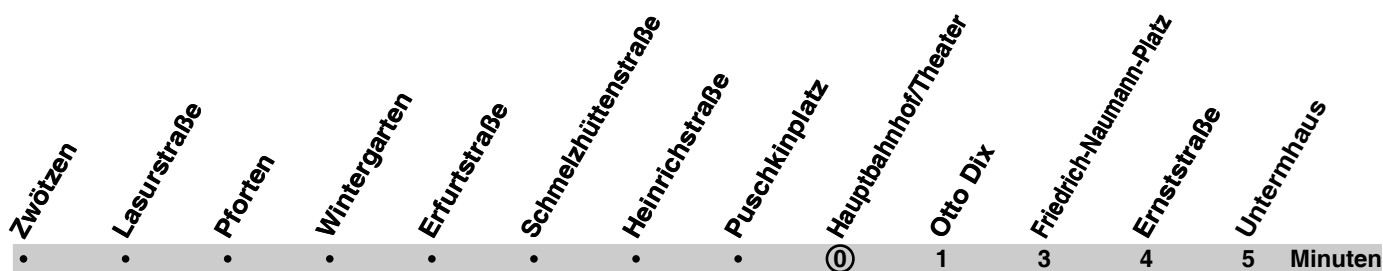 Zwötzen
Lasurstraße
Pforten
Wintergarten
Erfurtstraße
Schmelzhüttenstraße
Heinrichstraße
Puschkinplatz
Hauptbahnhof/Theater
Otto Dix
Friedrich-Naumann-Platz
Ernststraße
Untermhaus
• • • • • • • • 0 1 3 4 5 Minuten